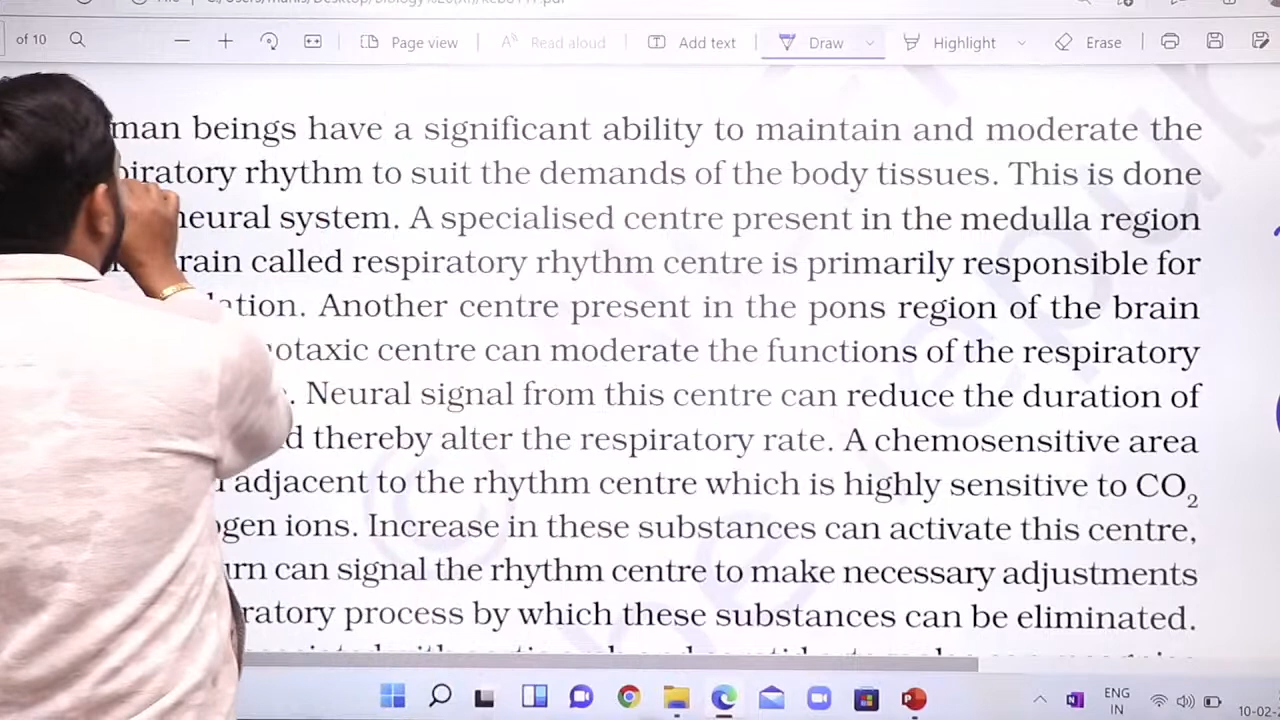 of 10
Page view
Read aloud
Add text
Draw
Highlight
Erase
man beings have a significant ability to maintain and moderate the
piratory rhythm to suit the demands of the body tissues. This is done
neural system. A specialised centre present in the medulla region
rain called respiratory rhythm centre is primarily responsible for
lation. Another centre present in the pons region of the brain
otaxic centre can moderate the functions of the respiratory
. Neural signal from this centre can reduce the duration of
d thereby alter the respiratory rate. A chemosensitive area
adjacent to the rhythm centre which is highly sensitive to CO2
gen ions. Increase in these substances can activate this centre,
urn can signal the rhythm centre to make necessary adjustments
ratory process by which these substances can be eliminated.
ENG
IN
10-02-2